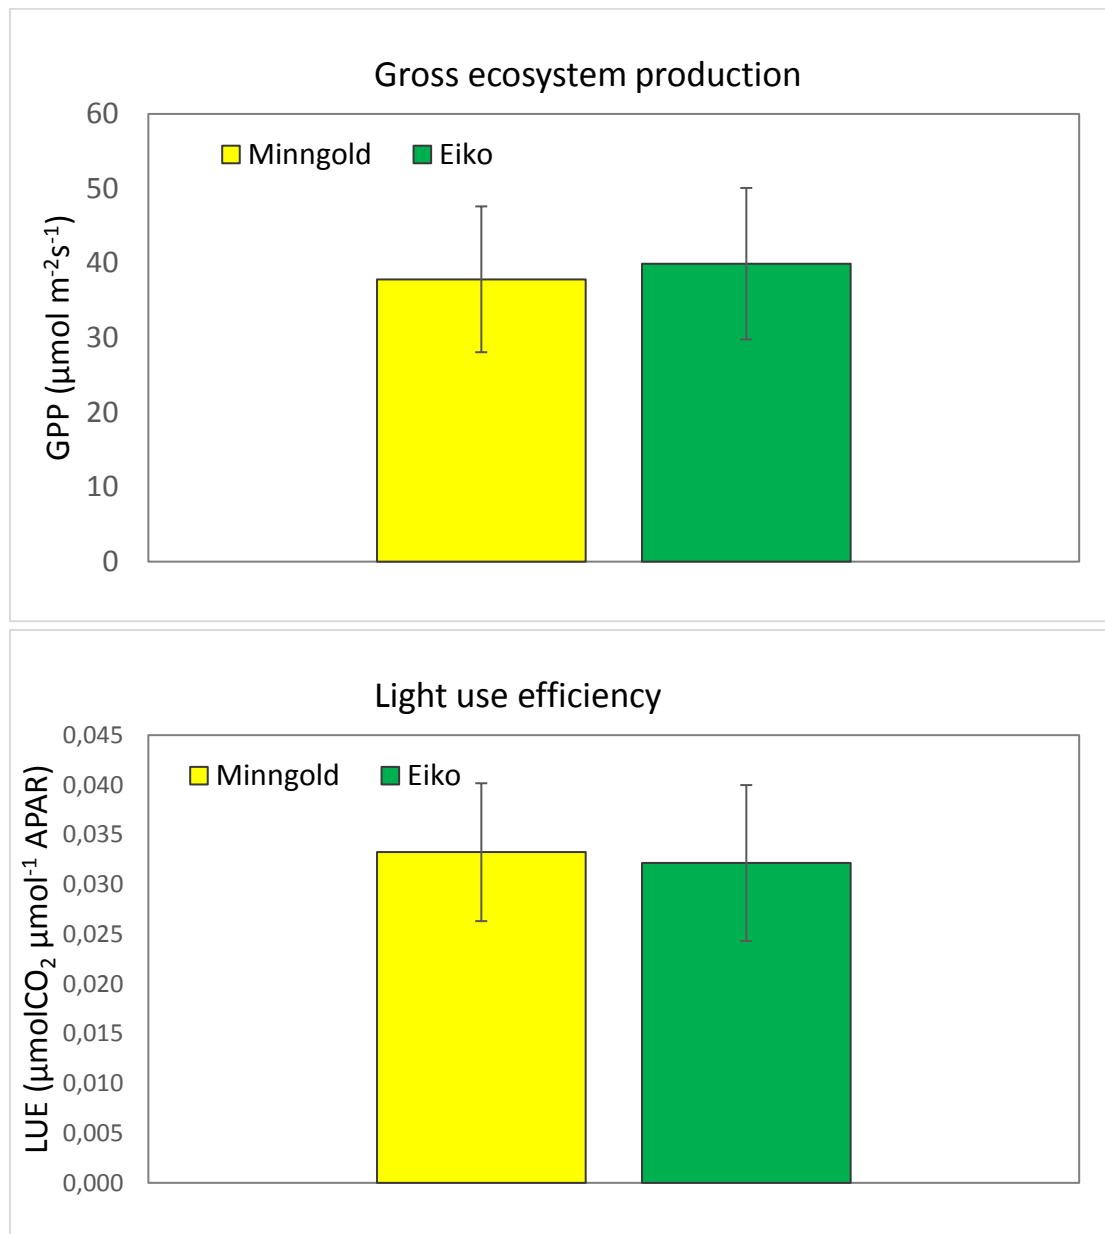 Gross ecosystem production
60
50
40
30
20
10
0
GPP (µmol m⁻²s⁻¹)
Minngold
Eiko
Light use efficiency
0,045
0,040
0,035
0,030
0,025
0,020
0,015
0,010
0,005
0,000
LUE (µmolCO₂ µmol⁻¹ APAR)
Minngold
Eiko